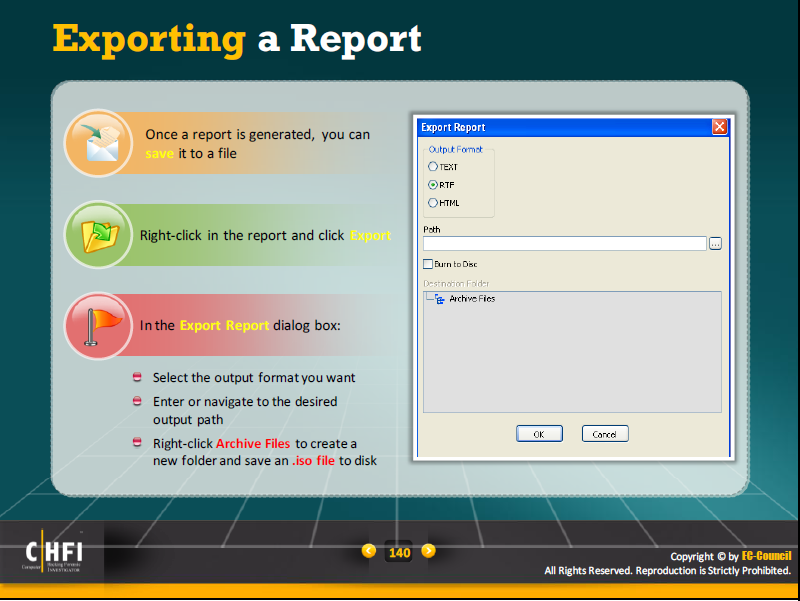 Exporting a Report
Once a report is generated, you can
save it to a file
Right-click in the report and click Export
In the Export Report dialog box:
Select the output format you want
Enter or navigate to the desired
output path
Right-click Archive Files to create a
new folder and save an .iso file to disk
Export Report
Output Format
TEXT
RTF
HTML
Path
...
Burn to Disc
Destination Folder
Archive Files
OK
Cancel
CHFI
Computer Hacking Forensic
INVESTIGATOR
140
Copyright © by EC-Council
All Rights Reserved. Reproduction is Strictly Prohibited.